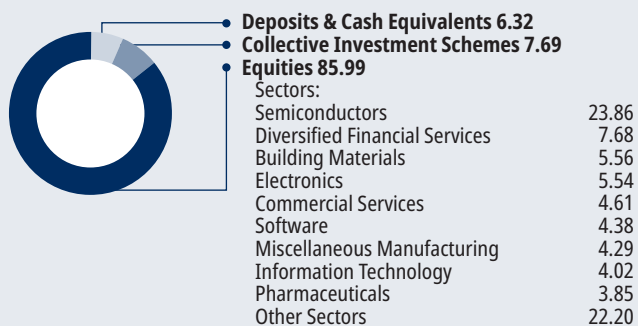 Deposits & Cash Equivalents 6.32
Collective Investment Schemes 7.69
Equities 85.99
Sectors:
Semiconductors 23.86
Diversified Financial Services 7.68
Building Materials 5.56
Electronics 5.54
Commercial Services 4.61
Software 4.38
Miscellaneous Manufacturing 4.29
Information Technology 4.02
Pharmaceuticals 3.85
Other Sectors 22.20